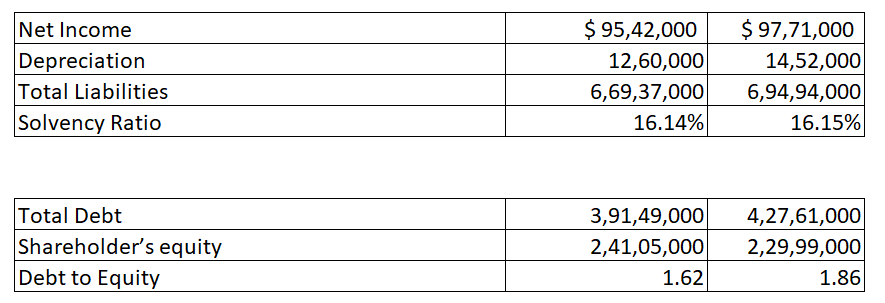 Net Income $ 95,42,000 $ 97,71,000
Depreciation 12,60,000 14,52,000
Total Liabilities 6,69,37,000 6,94,94,000
Solvency Ratio 16.14% 16.15%
Total Debt 3,91,49,000 4,27,61,000
Shareholder’s equity 2,41,05,000 2,29,99,000
Debt to Equity 1.62 1.86